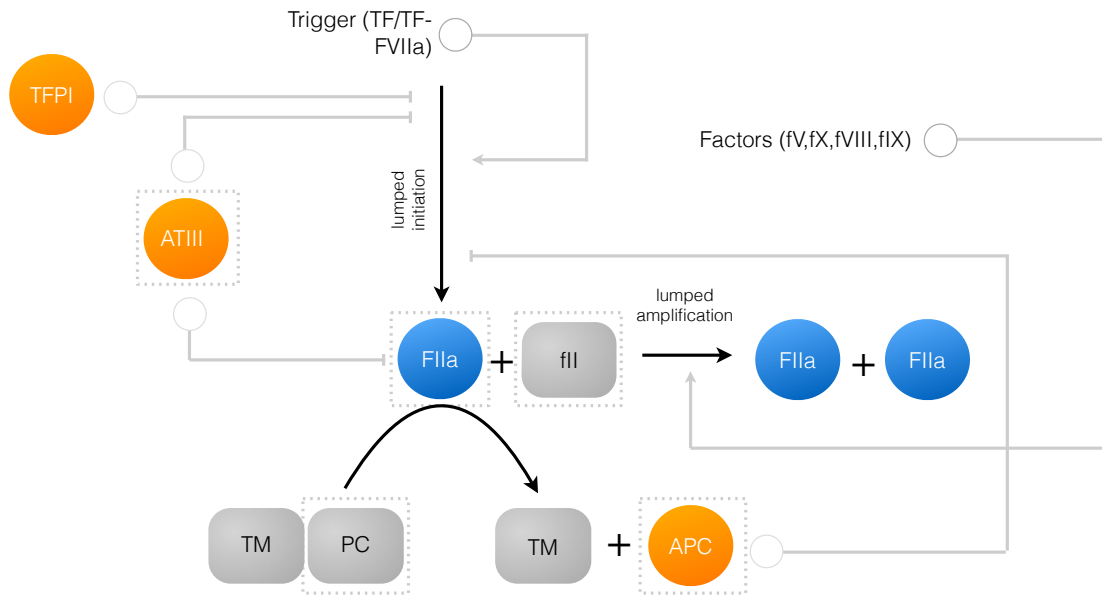 Trigger (TF/TF-
FVIIa)
TFPI
Factors (fV,fX,fVIII,fIX)
lumped
initiation
ATIII
lumped
amplification
FIIa
+
fII
FIIa
+
FIIa
TM
PC
TM
+
APC